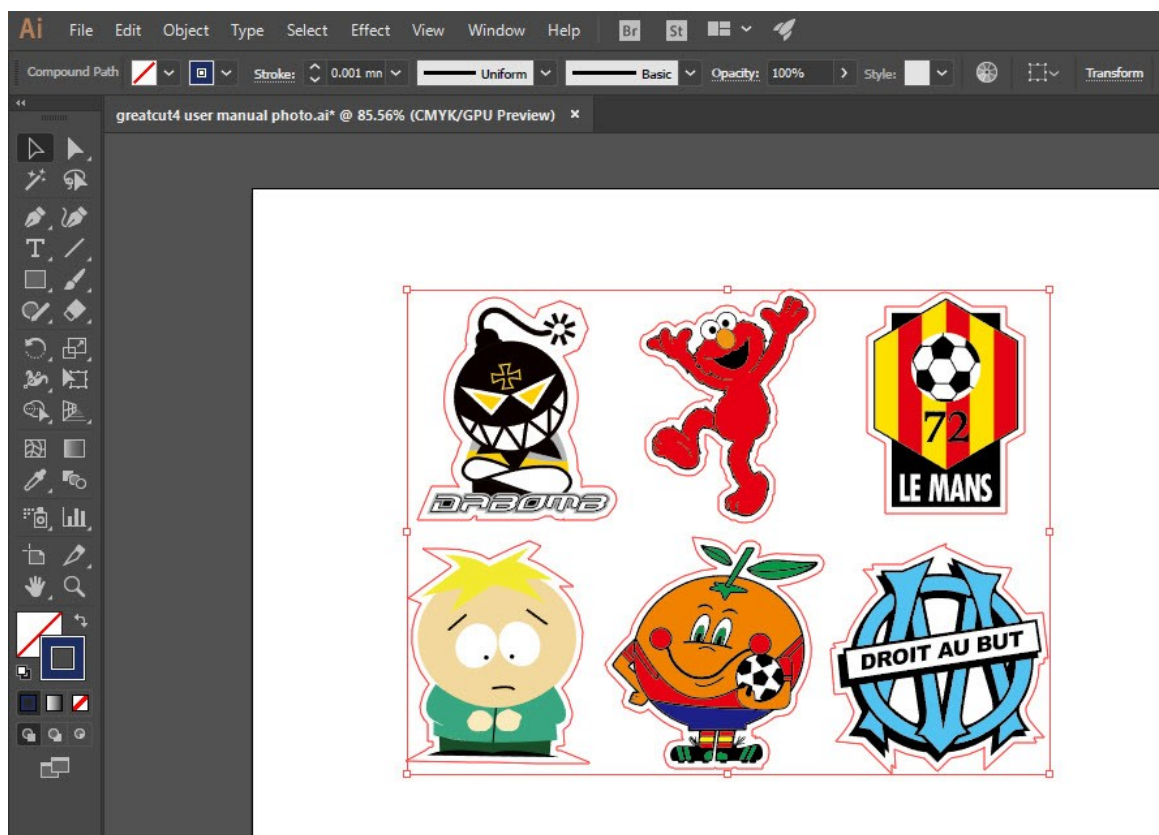 Ai File Edit Object Type Select Effect View Window Help Br St
Compound Path Stroke: 0.001 mn Uniform Basic Opacity: 100% Style: Transform
greatcut4 user manual photo.ai* @ 85.56% (CMYK/GPU Preview) ×
DABOMB
72
LE MANS
DROIT AU BUT